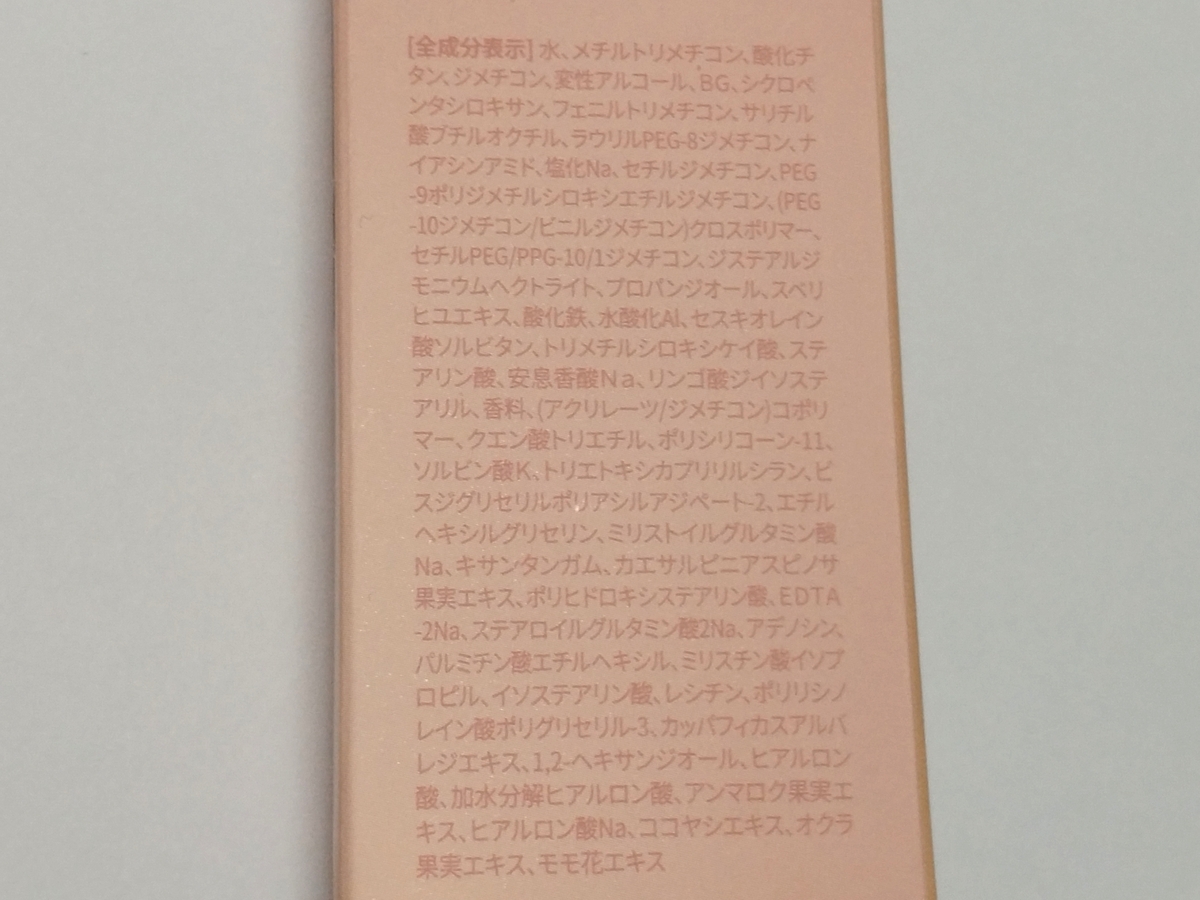 [全成分表示] 水、メチルトリメチコン、酸化チ
タン、ジメチコン、変性アルコール、BG、シクロペ
ンタシロキサン、フェニルトリメチコン、サリチル
酸ブチルオクチル、ラウリルPEG-8ジメチコン、ナ
イアシンアミド、塩化Na、セチルジメチコン、PEG
-9ポリジメチルシロキシエチルジメチコン、(PEG
-10ジメチコン/ビニルジメチコン)クロスポリマー、
セチルPEG/PPG-10/1ジメチコン、ジステアルジ
モニウムヘクトライト、プロパンジオール、スベリ
ヒユエキス、酸化鉄、水酸化Al、セスキオレイン
酸ソルビタン、トリメチルシロキシケイ酸、ステ
アリン酸、安息香酸Na、リンゴ酸ジイソステ
アリル、香料、(アクリレーツ/ジメチコン)コポリ
マー、クエン酸トリエチル、ポリシリコーン-11、
ソルビン酸K、トリエトキシカプリリルシラン、ビ
スジグリセリルポリアシルアジペート-2、エチル
ヘキシルグリセリン、ミリストイルグルタミン酸
Na、キサンタンガム、カエサルピニアスピノサ
果実エキス、ポリヒドロキシステアリン酸、EDTA
-2Na、ステアロイルグルタミン酸2Na、アデノシン、
パルミチン酸エチルヘキシル、ミリスチン酸イソプ
ロピル、イソステアリン酸、レシチン、ポリリシノ
レイン酸ポリグリセリル-3、カッパフィカスアルバ
レジエキス、1,2-ヘキサンジオール、ヒアルロン
酸、加水分解ヒアルロン酸、アンマロク果実エ
キス、ヒアルロン酸Na、ココヤシエキス、オクラ
果実エキス、モモ花エキス